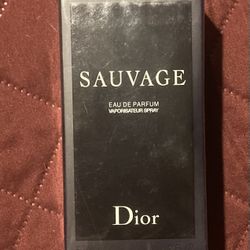 SAUVAGE
EAU DE PARFUM
VAPORISATEUR SPRAY
Dior